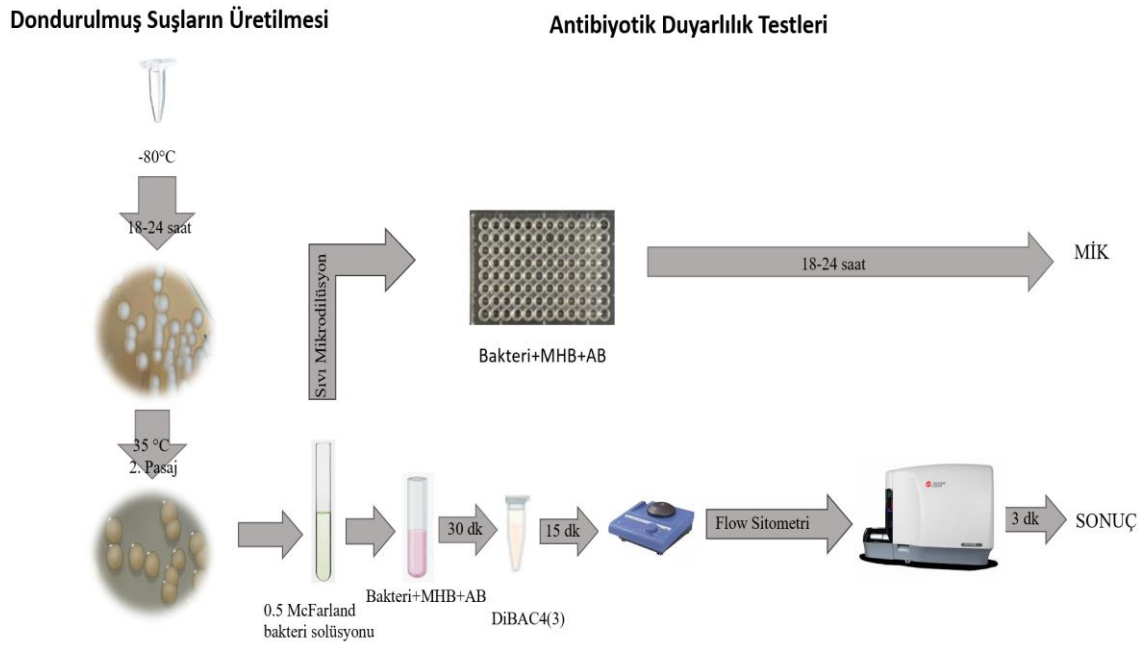 Dondurulmuş Suşların Üretilmesi
Antibiyotik Duyarlılık Testleri
-80°C
18-24 saat
35 °C
2. Pasaj
Sıvı Mikrodilüsyon
Bakteri+MHB+AB
18-24 saat
MİK
0.5 McFarland
bakteri solüsyonu
Bakteri+MHB+AB
30 dk
DiBAC4(3)
15 dk
Flow Sitometri
3 dk
SONUÇ